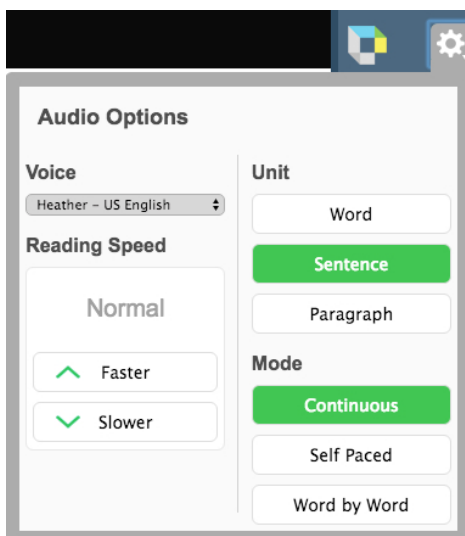 Audio Options
Voice
Heather – US English
Reading Speed
Normal
Faster
Slower
Unit
Word
Sentence
Paragraph
Mode
Continuous
Self Paced
Word by Word